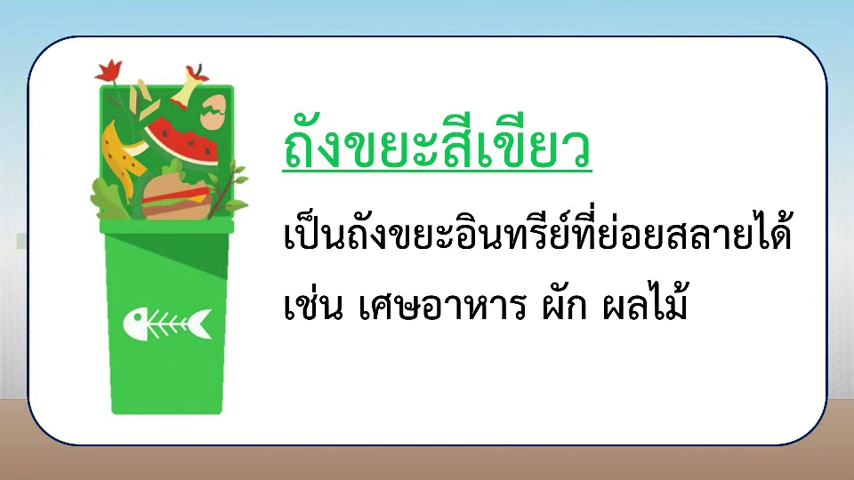 ถังขยะสีเขียว
เป็นถังขยะอินทรีย์ที่ย่อยสลายได้
เช่น เศษอาหาร ผัก ผลไม้